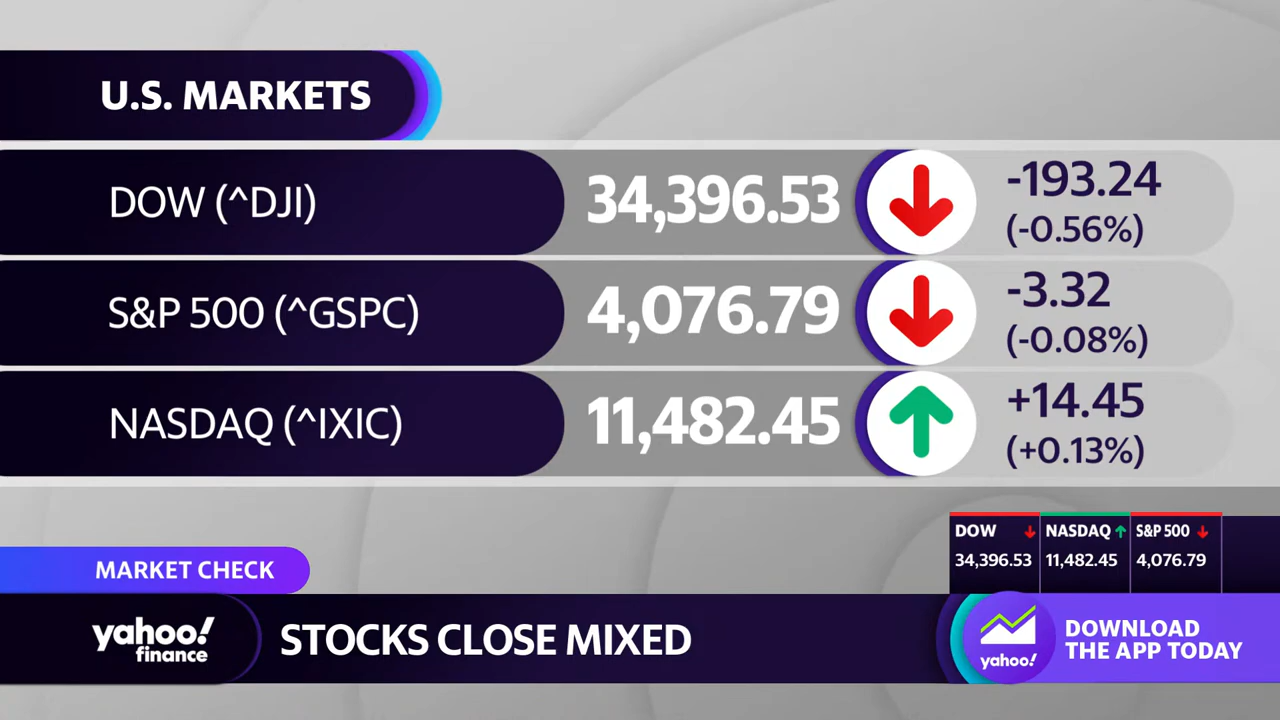 U.S. MARKETS
DOW (^DJI)
34,396.53
-193.24
(-0.56%)
S&P 500 (^GSPC)
4,076.79
-3.32
(-0.08%)
NASDAQ (^IXIC)
11,482.45
+14.45
(+0.13%)
DOW NASDAQ S&P 500
34,396.53 11,482.45 4,076.79
MARKET CHECK
yahoo!
finance
STOCKS CLOSE MIXED
yahoo!
DOWNLOAD
THE APP TODAY